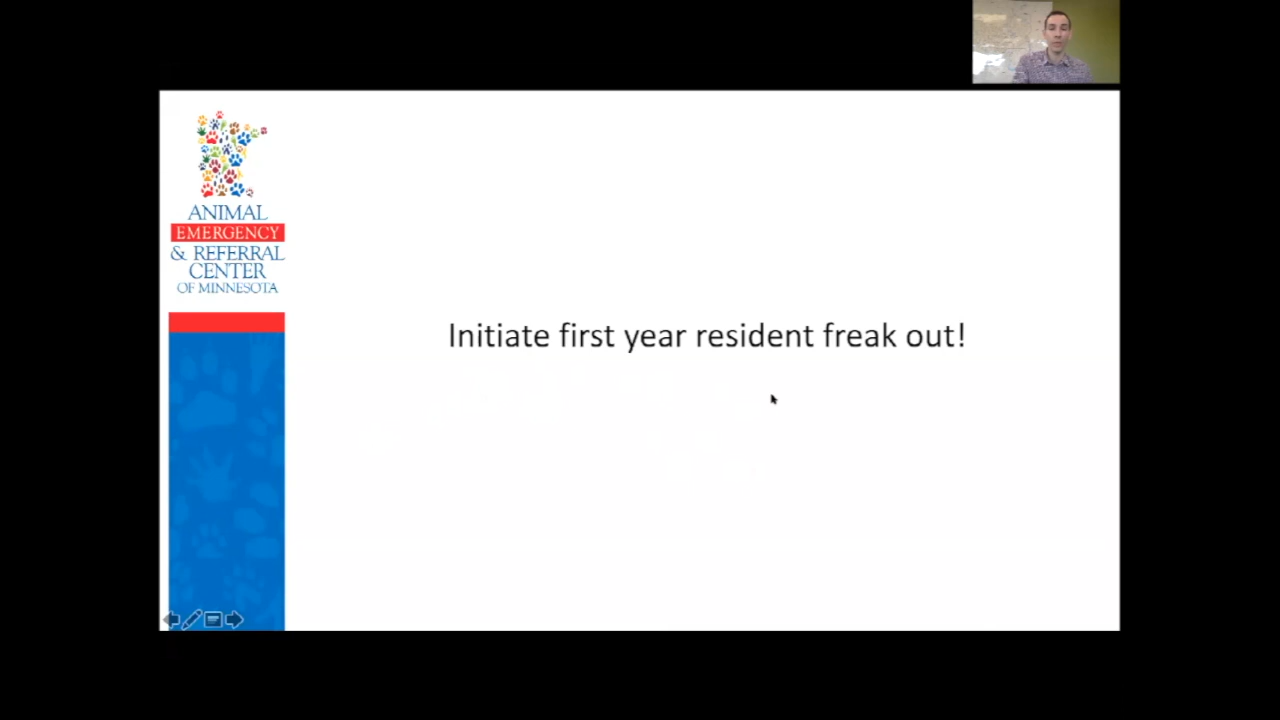 ANIMAL
EMERGENCY
& REFERRAL
CENTER
OF MINNESOTA
Initiate first year resident freak out!